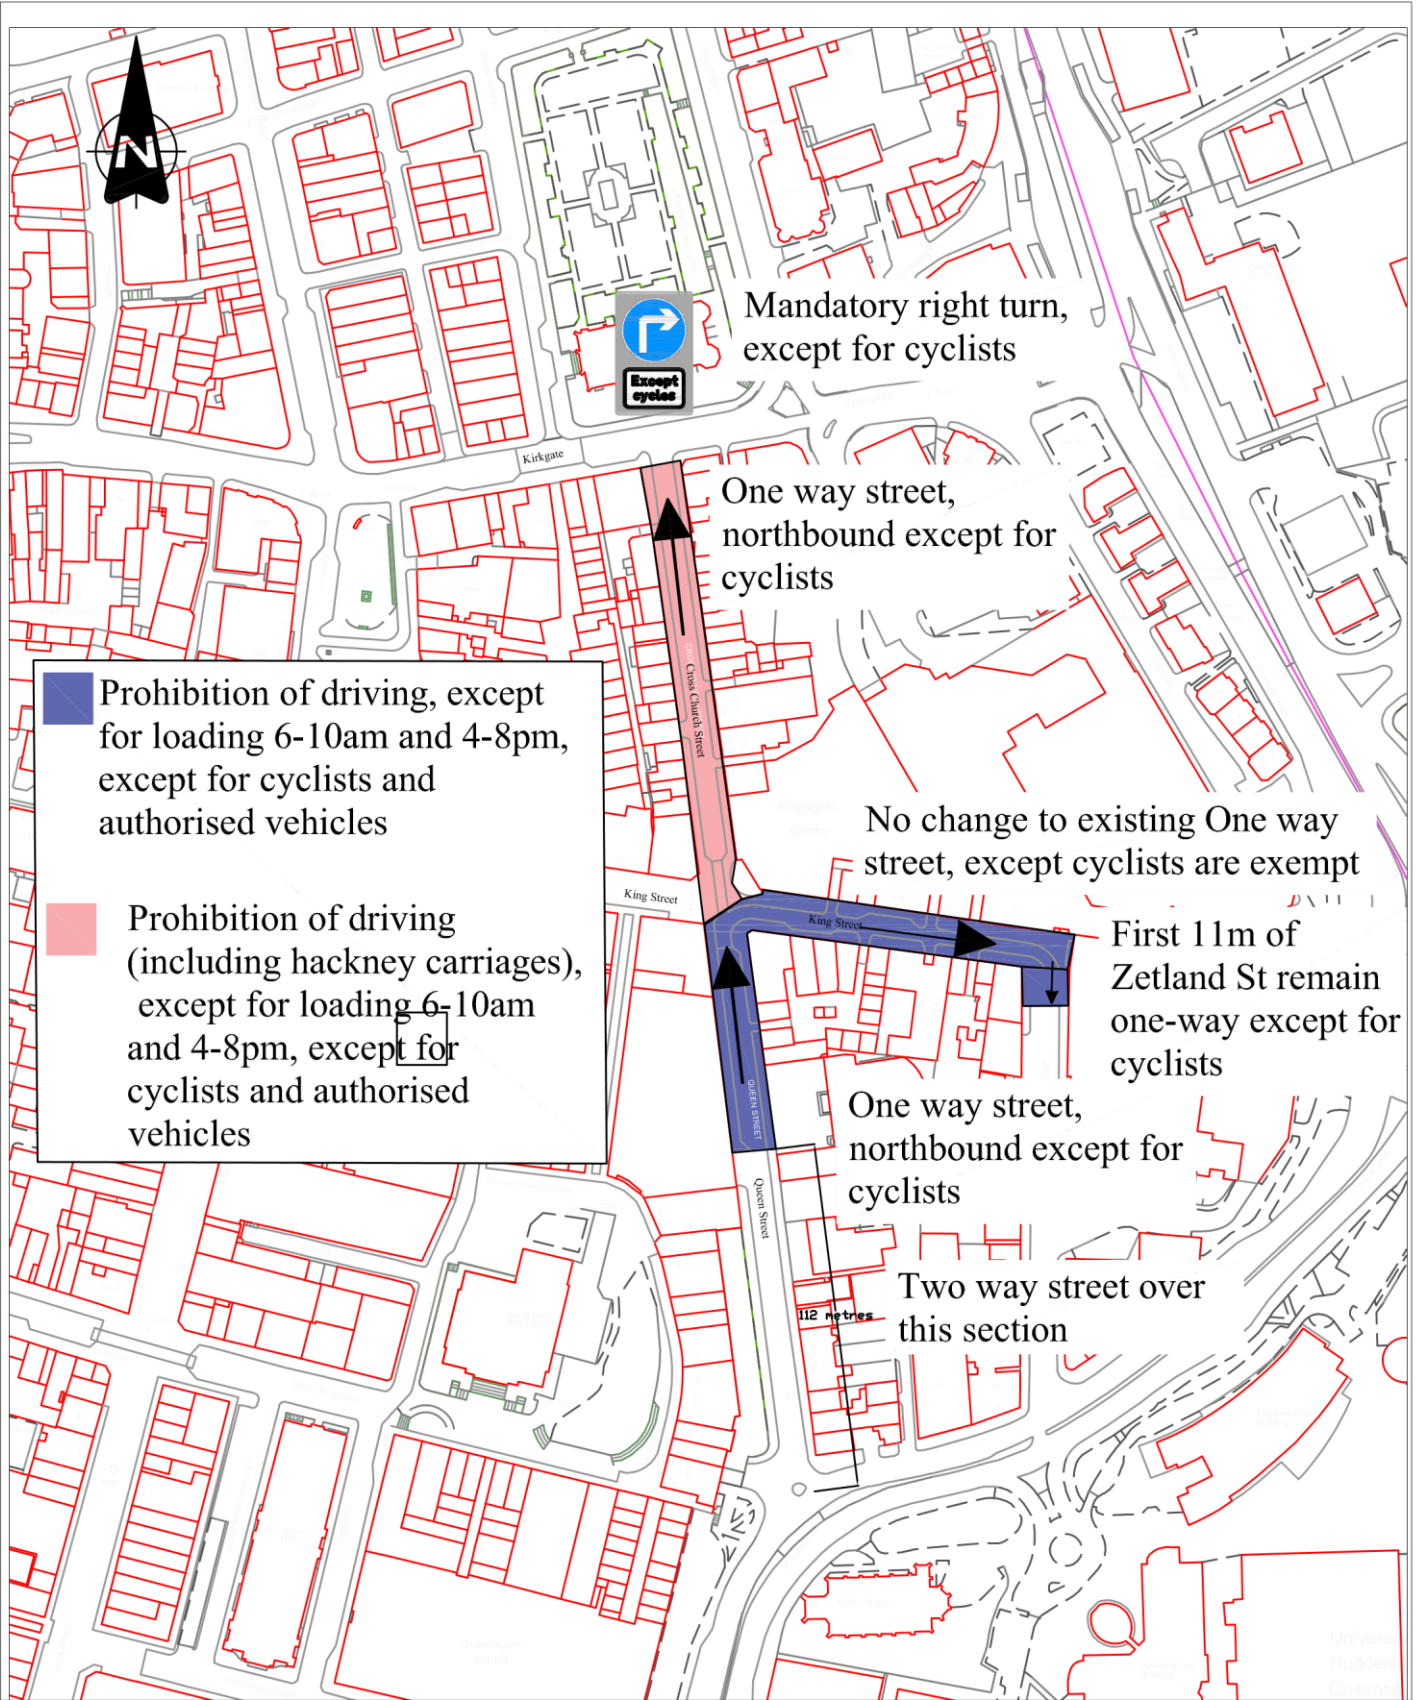 N
Mandatory right turn,
except for cyclists
Except
cycles
Kirkgate
One way street,
northbound except for
cyclists
Cross Church Street
Prohibition of driving, except
for loading 6-10am and 4-8pm,
except for cyclists and
authorised vehicles
Kingsgate
Centre
No change to existing One way
street, except cyclists are exempt
King Street
King Street
Prohibition of driving
(including hackney carriages),
except for loading 6-10am
and 4-8pm, except for
cyclists and authorised
vehicles
First 11m of
Zetland St remain
one-way except for
cyclists
QUEEN STREET
One way street,
northbound except for
cyclists
Queen Street
Two way street over
this section
112 metres
Queensgate
Market